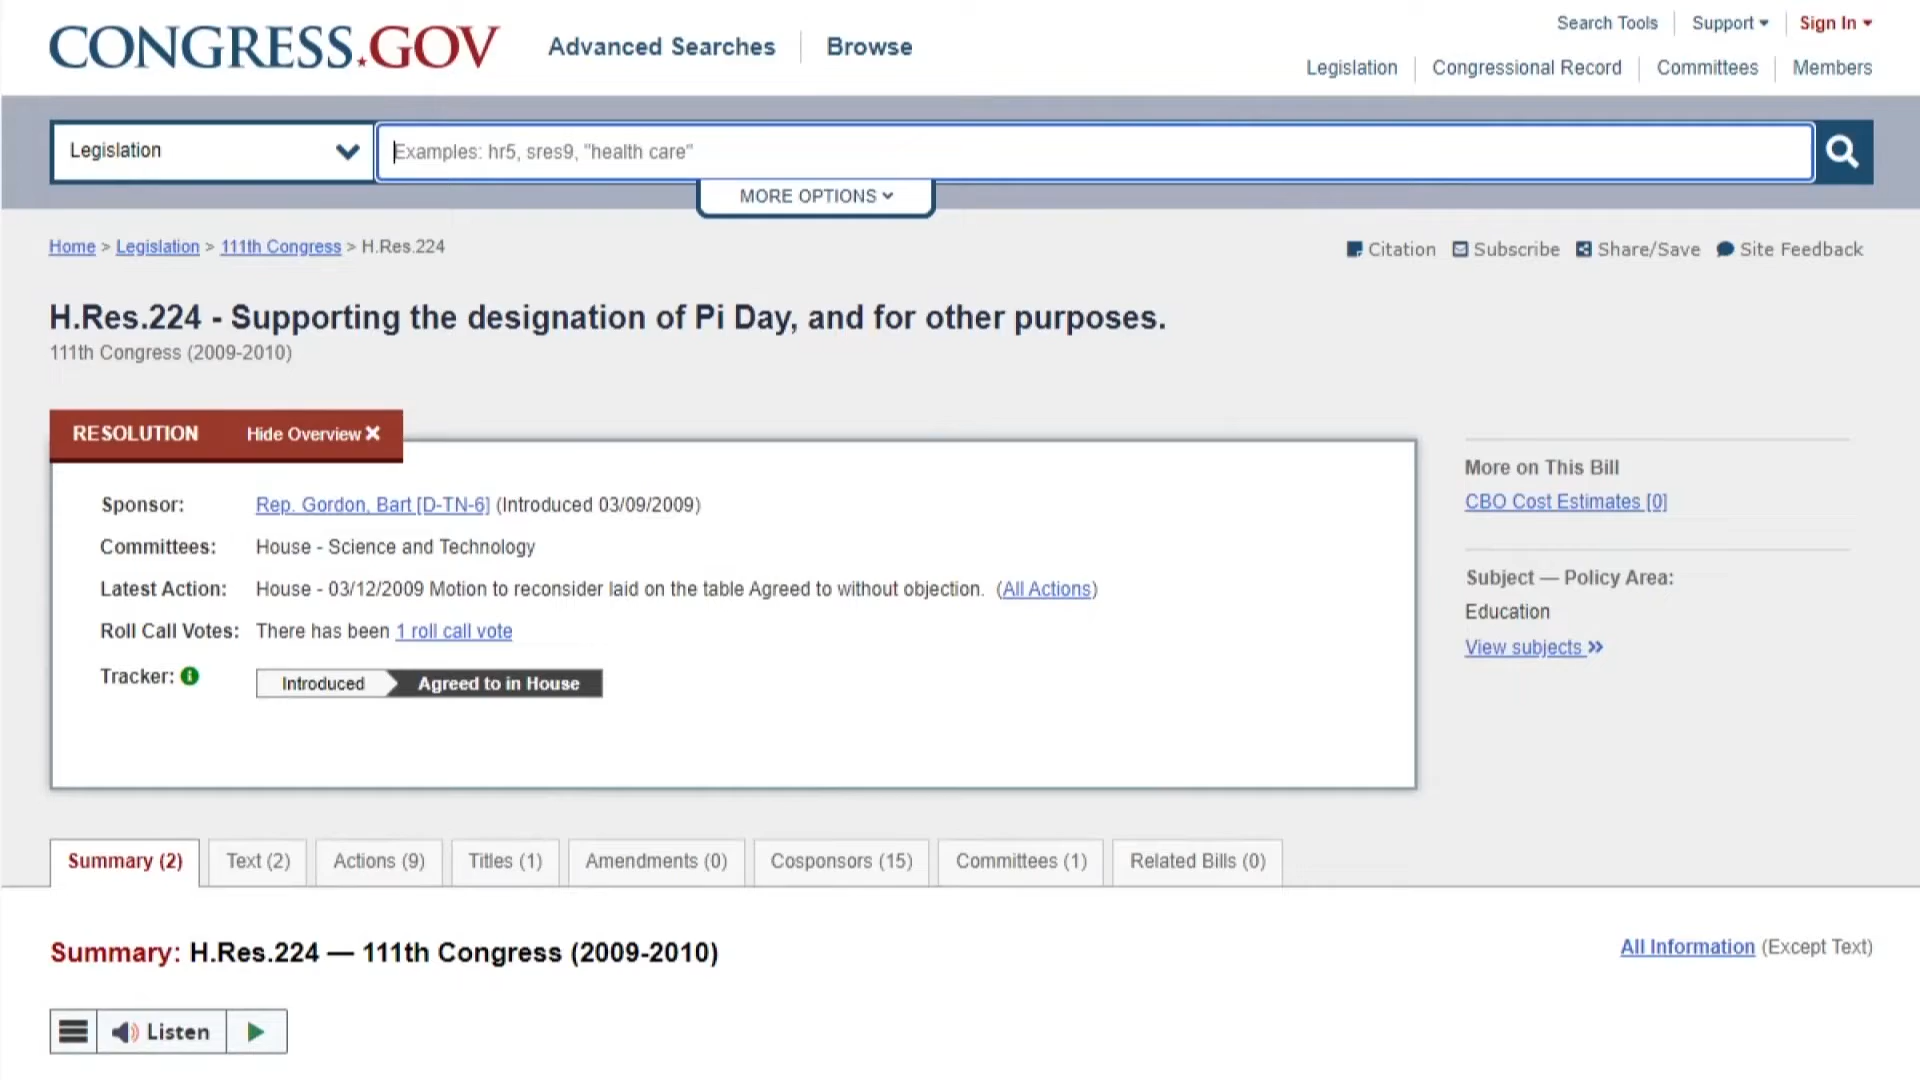 CONGRESS.GOV Advanced Searches Browse
Search Tools Support Sign In
Legislation Congressional Record Committees Members
Legislation Examples: hr5, sres9, "health care"
MORE OPTIONS
Home > Legislation > 111th Congress > H.Res.224
Citation Subscribe Share/Save Site Feedback
H.Res.224 - Supporting the designation of Pi Day, and for other purposes.
111th Congress (2009-2010)
RESOLUTION Hide Overview
Sponsor: Rep. Gordon, Bart [D-TN-6] (Introduced 03/09/2009)
Committees: House - Science and Technology
Latest Action: House - 03/12/2009 Motion to reconsider laid on the table Agreed to without objection. (All Actions)
Roll Call Votes: There has been 1 roll call vote
Tracker: Introduced Agreed to in House
More on This Bill
CBO Cost Estimates [0]
Subject — Policy Area:
Education
View subjects »
Summary (2) Text (2) Actions (9) Titles (1) Amendments (0) Cosponsors (15) Committees (1) Related Bills (0)
Summary: H.Res.224 — 111th Congress (2009-2010)
All Information (Except Text)
Listen